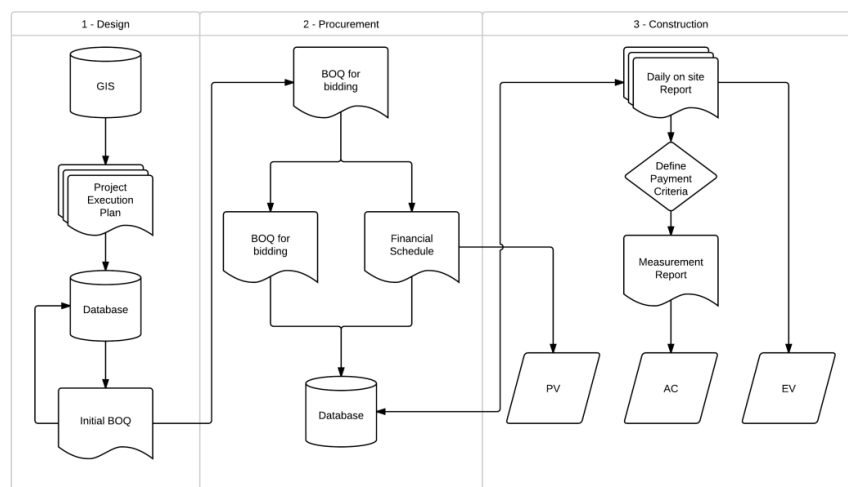 1 - Design
2 - Procurement
3 - Construction
GIS
Project
Execution
Plan
Database
Initial BOQ
BOQ for
bidding
BOQ for
bidding
Financial
Schedule
Database
Daily on site
Report
Define
Payment
Criteria
Measurement
Report
PV
AC
EV